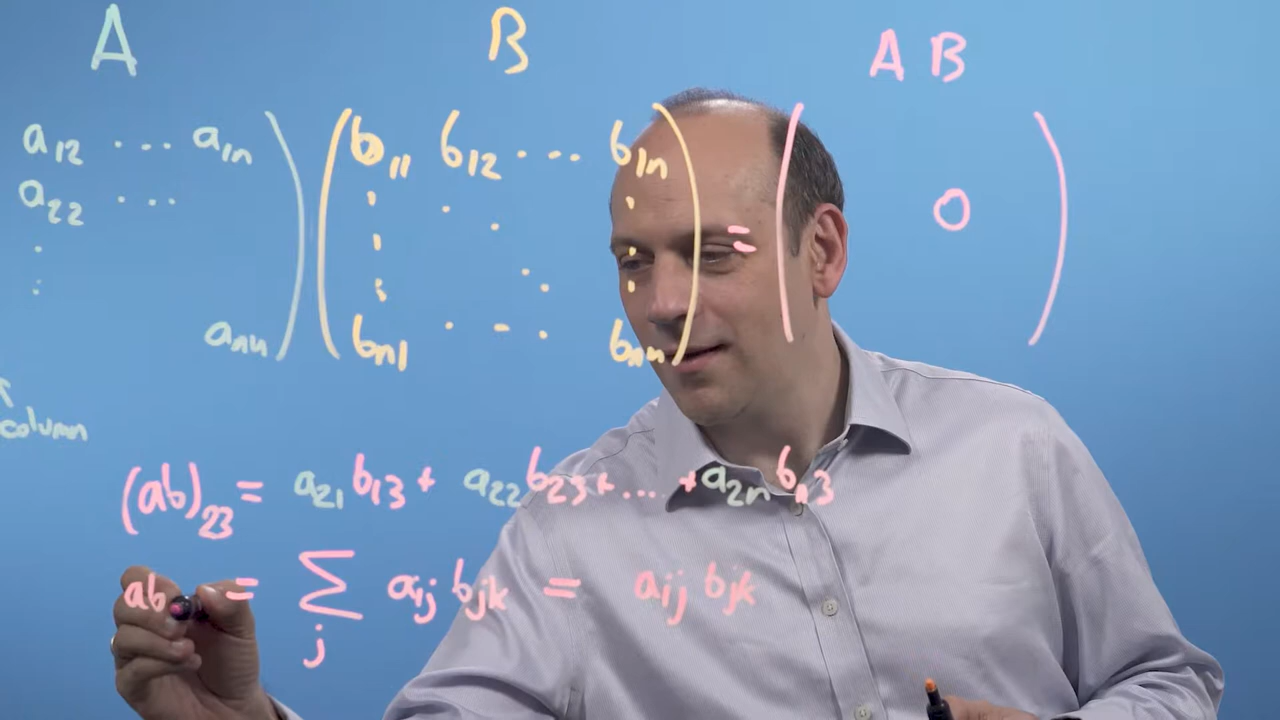 A B A B
a12 ... a1n b11 b12 ... b1n
a22 ...
= O
ann bn1 ... bnn
column
(ab)23 = a21 b13 + a22 b23 + ... + a2n bn3
ab = Σj aij bjk = aij bjk